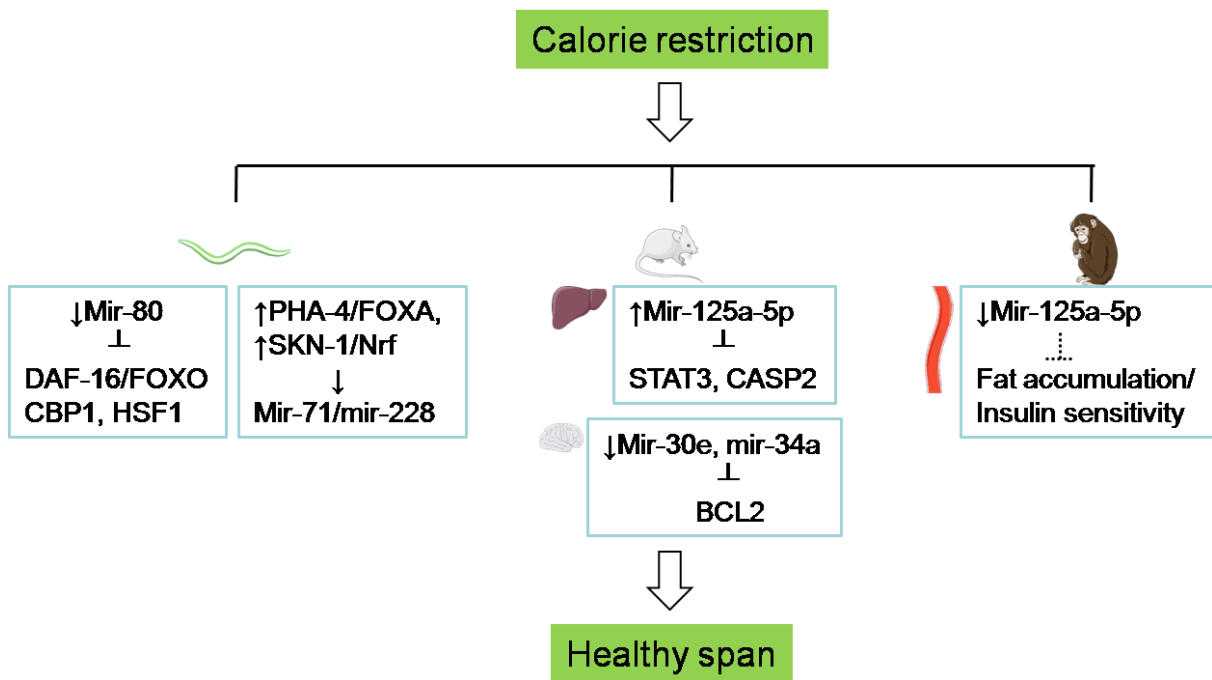 Calorie restriction
↓Mir-80
DAF-16/FOXO
CBP1, HSF1
↑PHA-4/FOXA,
↑SKN-1/Nrf
↓
Mir-71/mir-228
↑Mir-125a-5p
STAT3, CASP2
↓Mir-30e, mir-34a
BCL2
↓Mir-125a-5p
Fat accumulation/
Insulin sensitivity
Healthy span